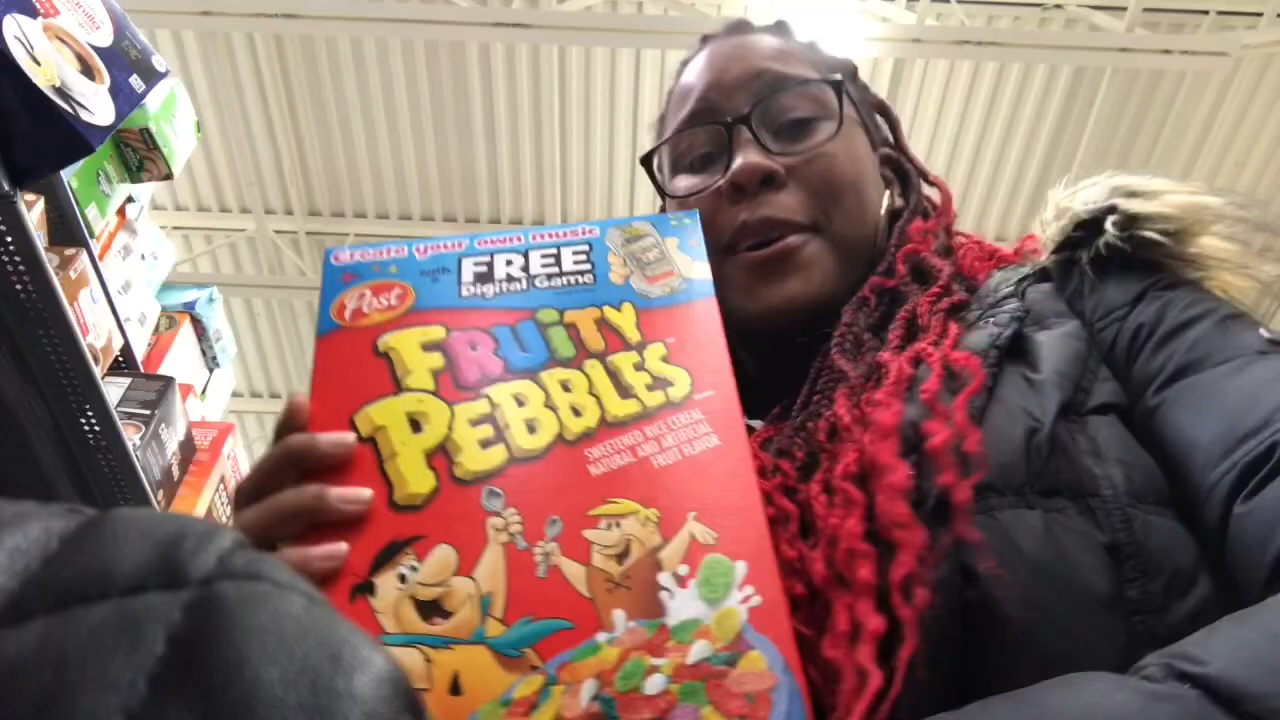 Create your own music
with
FREE
Digital Game
Post
FRUITY
PEBBLES
SWEETENED RICE CEREAL
NATURAL AND ARTIFICIAL
FRUIT FLAVOR